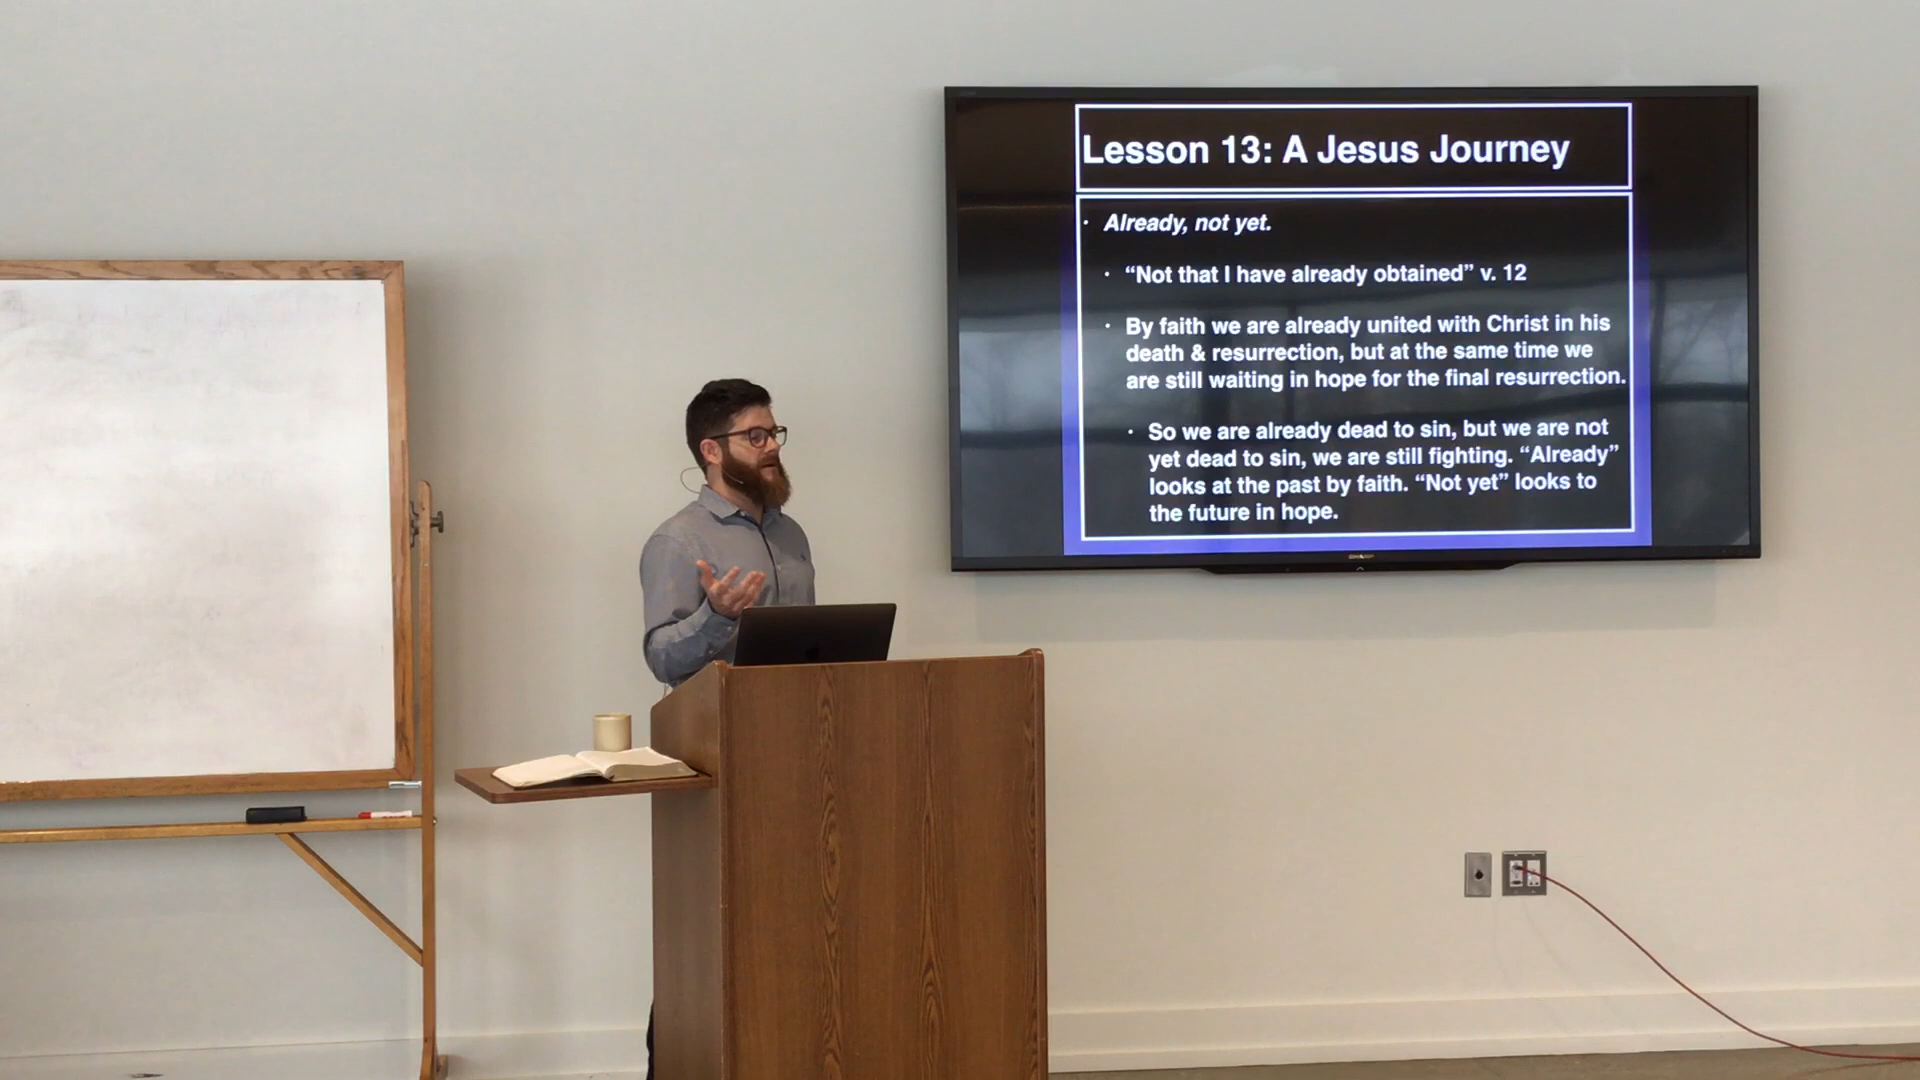 Lesson 13: A Jesus Journey
· Already, not yet.
· “Not that I have already obtained” v. 12
· By faith we are already united with Christ in his
death & resurrection, but at the same time we
are still waiting in hope for the final resurrection.
· So we are already dead to sin, but we are not
yet dead to sin, we are still fighting. “Already”
looks at the past by faith. “Not yet” looks to
the future in hope.
SHARP